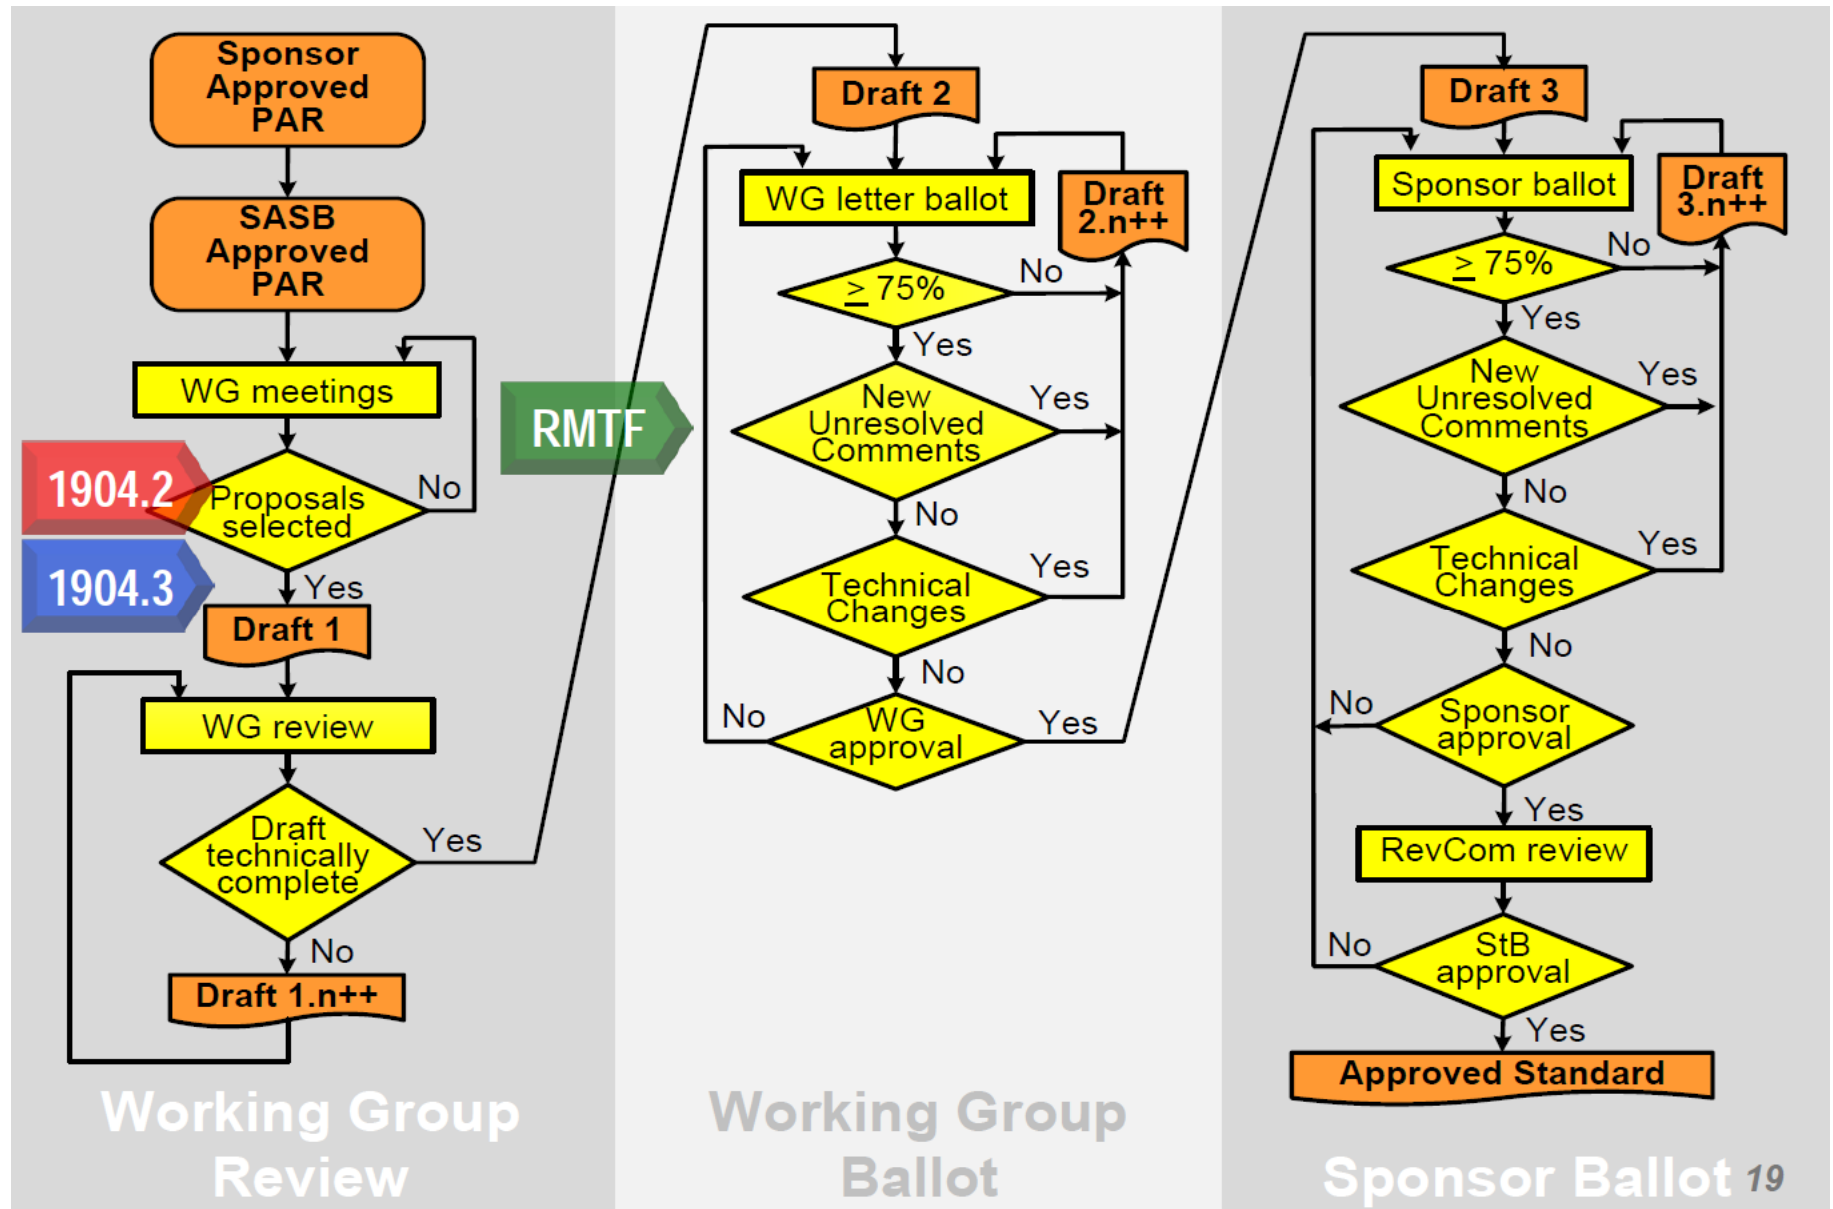 Sponsor
Approved
PAR
SASB
Approved
PAR
WG meetings
1904.2
Proposals
selected
No
1904.3
Yes
Draft 1
WG review
Draft
technically
complete
Yes
No
Draft 1.n++
Working Group
Review
Draft 2
WG letter ballot
Draft
2.n++
≥ 75%
No
Yes
RMTF
New
Unresolved
Comments
Yes
No
Technical
Changes
Yes
No
WG
approval
No
Yes
Working Group
Ballot
Draft 3
Sponsor ballot
Draft
3.n++
≥ 75%
No
Yes
New
Unresolved
Comments
Yes
No
Technical
Changes
Yes
No
Sponsor
approval
No
Yes
RevCom review
StB
approval
No
Yes
Approved Standard
Sponsor Ballot
19